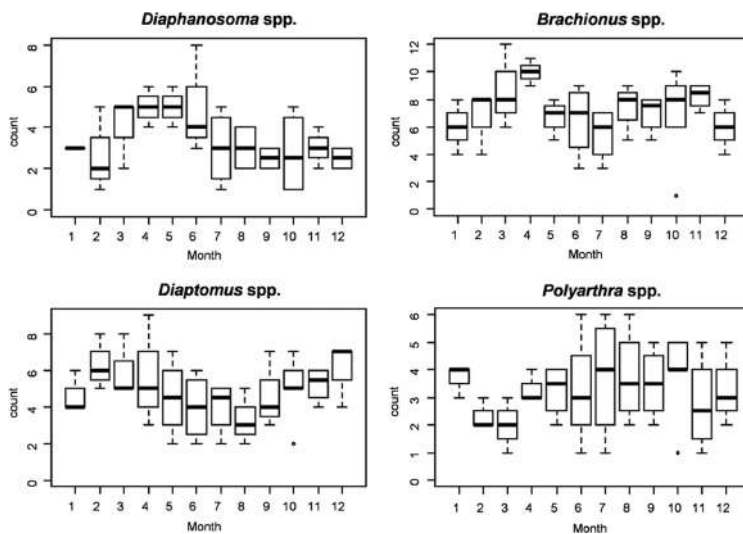 Diaphanosoma spp.
count
0 2 4 6 8
1 2 3 4 5 6 7 8 9 10 11 12
Month
Brachionus spp.
count
0 2 4 6 8 10 12
1 2 3 4 5 6 7 8 9 10 11 12
Month
Diaptomus spp.
count
0 2 4 6 8
1 2 3 4 5 6 7 8 9 10 11 12
Month
Polyarthra spp.
count
0 1 2 3 4 5 6
1 2 3 4 5 6 7 8 9 10 11 12
Month